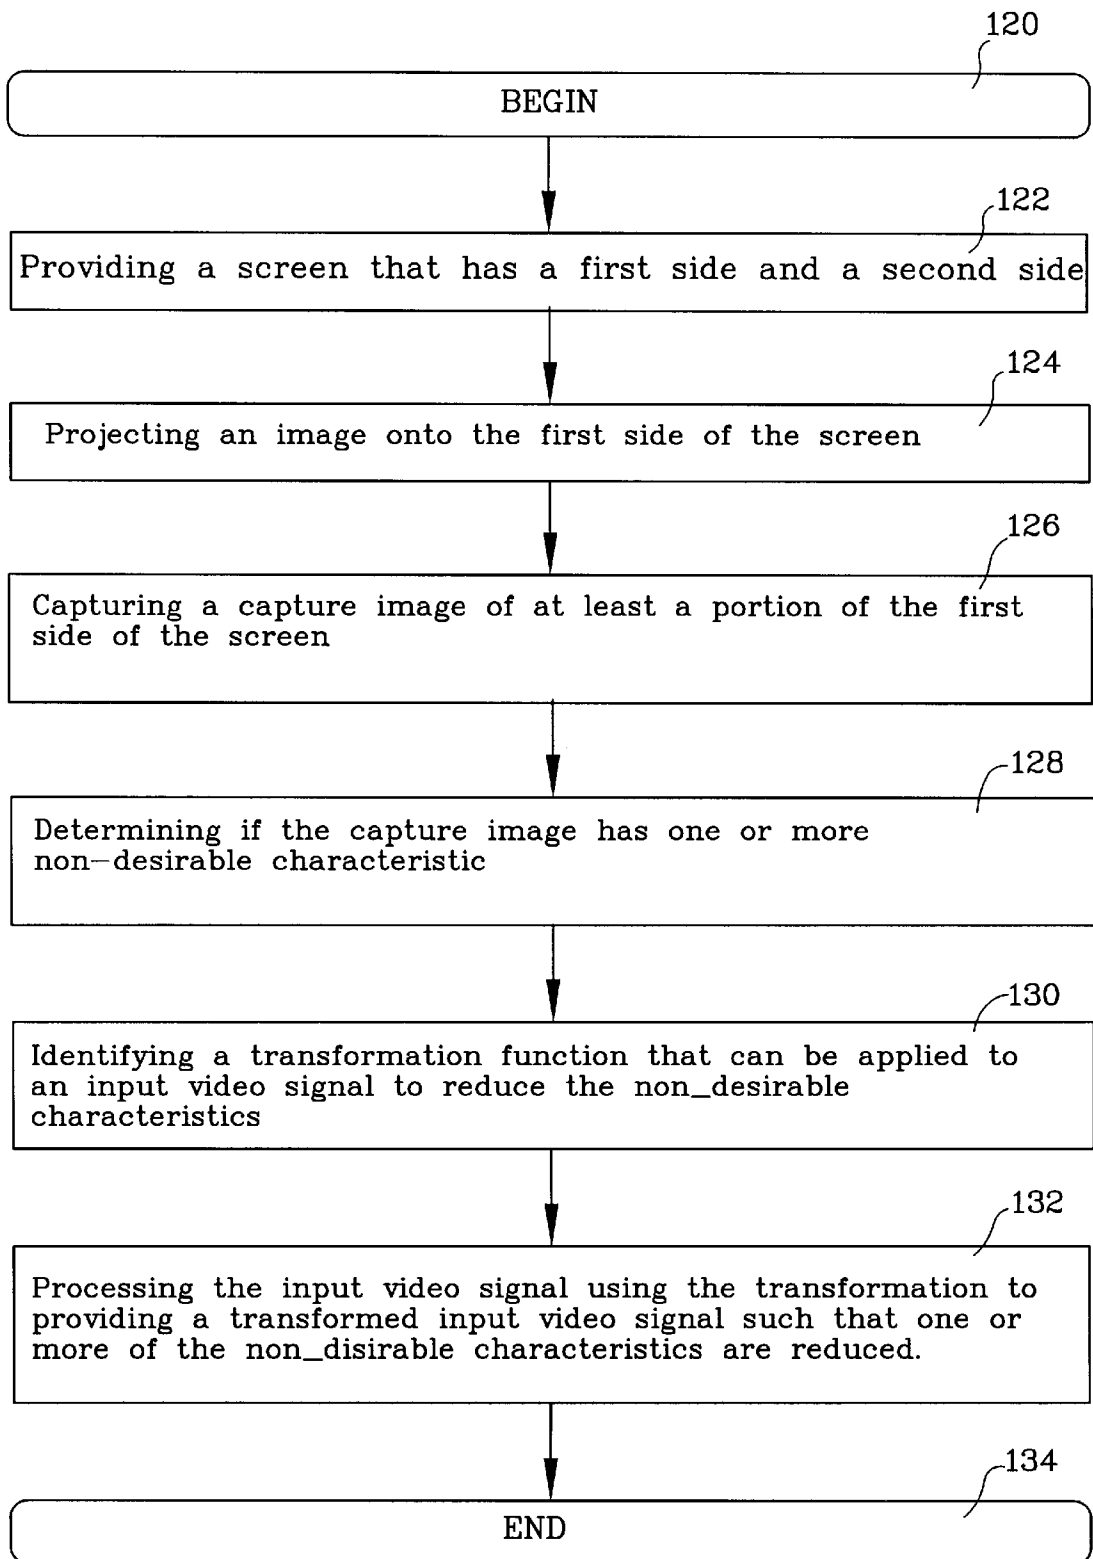 120
BEGIN
122
Providing a screen that has a first side and a second side
124
Projecting an image onto the first side of the screen
126
Capturing a capture image of at least a portion of the first
side of the screen
128
Determining if the capture image has one or more
non-desirable characteristic
130
Identifying a transformation function that can be applied to
an input video signal to reduce the non_desirable
characteristics
132
Processing the input video signal using the transformation to
providing a transformed input video signal such that one or
more of the non_disirable characteristics are reduced.
134
END